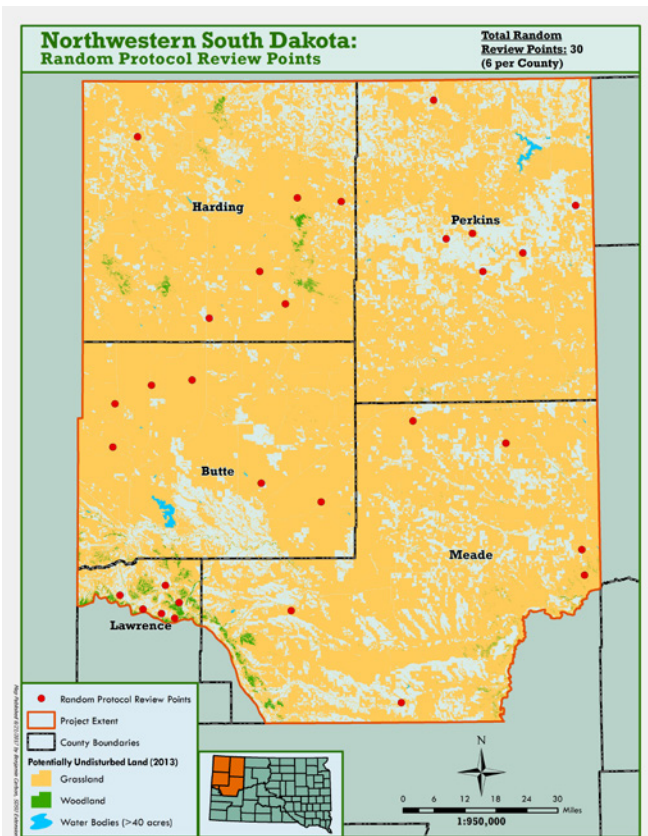 Northwestern South Dakota:
Random Protocol Review Points
Total Random
Review Points: 30
(6 per County)
Harding
Perkins
Butte
Meade
Lawrence
Random Protocol Review Points
Project Extent
County Boundaries
Potentially Undisturbed Land (2013)
Grassland
Woodland
Water Bodies (>40 acres)
N
0 6 12 18 24 30
Miles
1:950,000